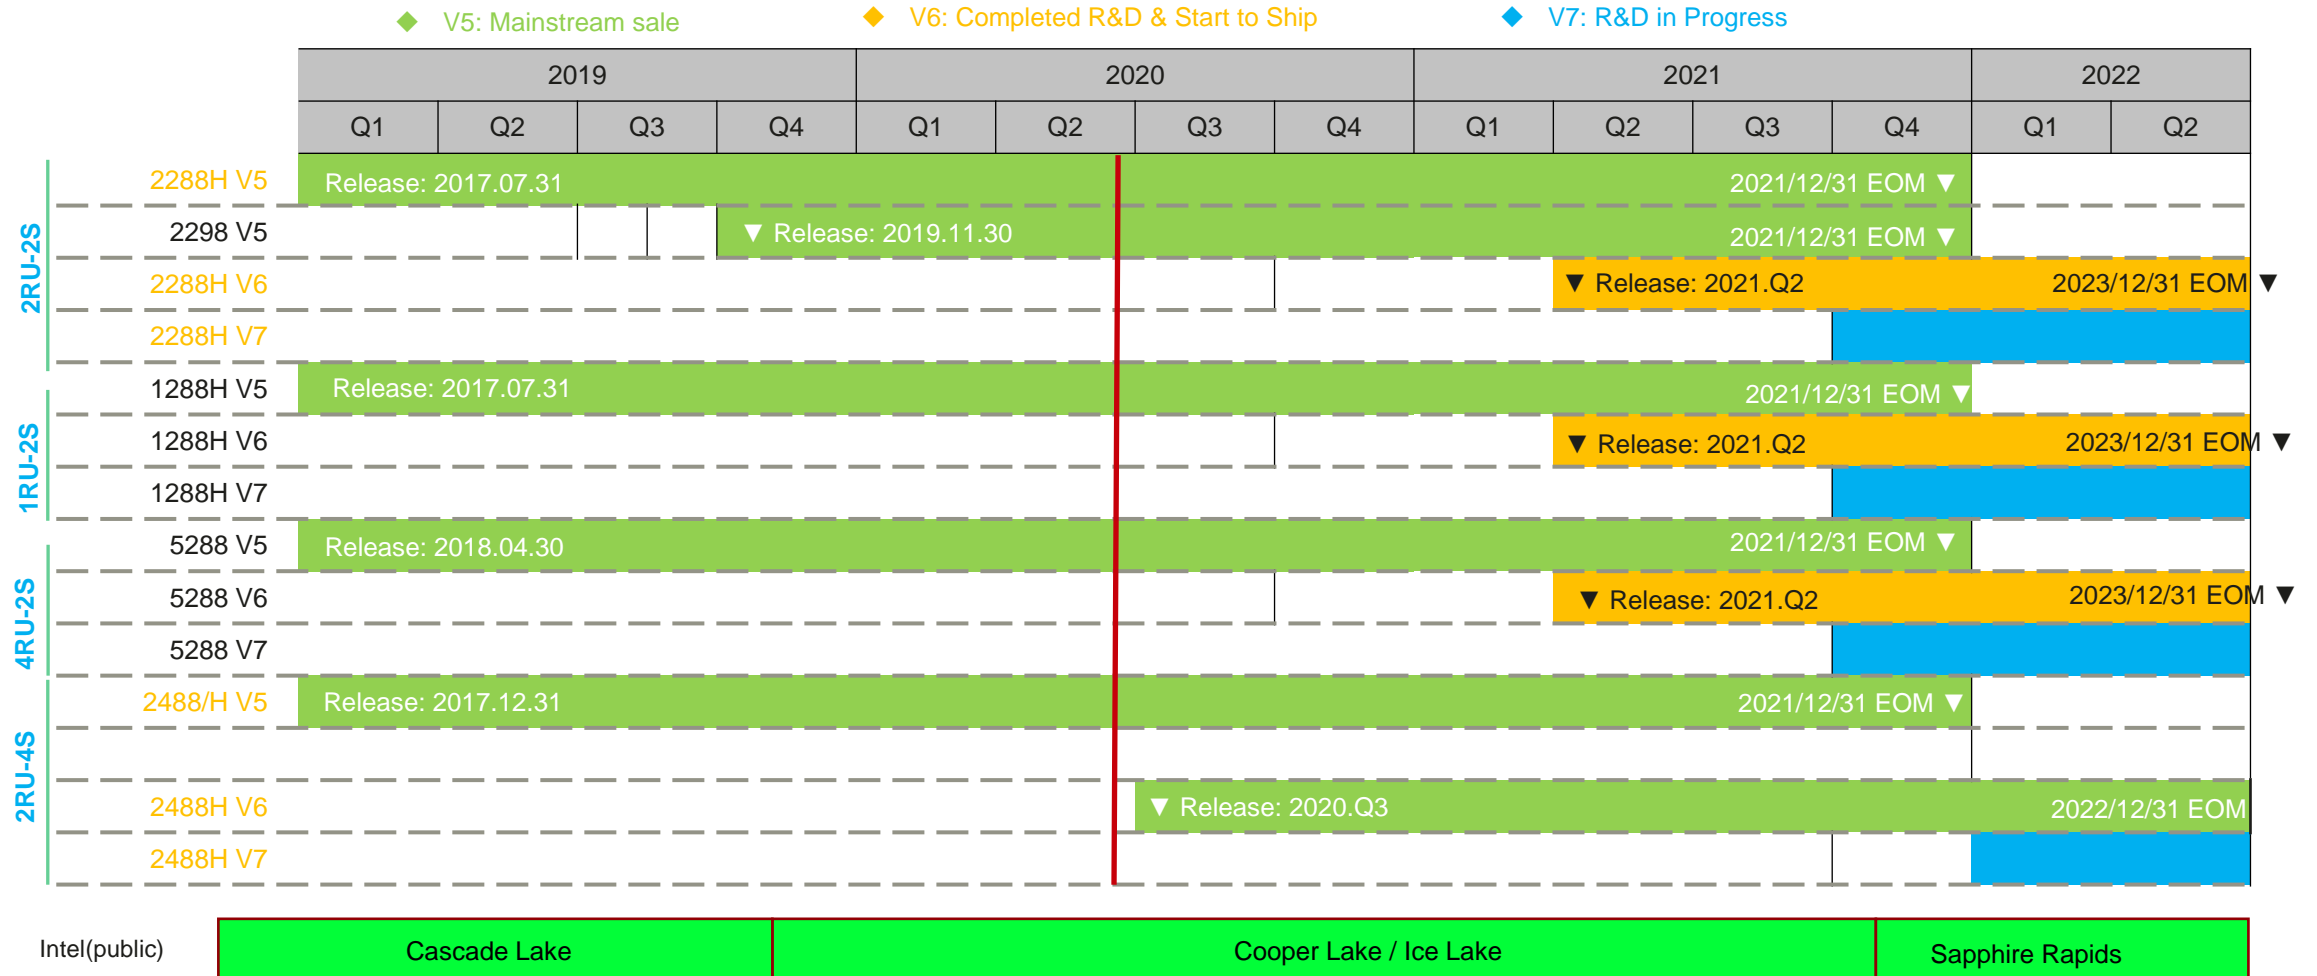 ◆ V5: Mainstream sale ◆ V6: Completed R&D & Start to Ship ◆ V7: R&D in Progress
2019 2020 2021 2022
Q1 Q2 Q3 Q4 Q1 Q2 Q3 Q4 Q1 Q2 Q3 Q4 Q1 Q2
2RU-2S
2288H V5 Release: 2017.07.31 2021/12/31 EOM ▼
2298 V5 ▼ Release: 2019.11.30 2021/12/31 EOM ▼
2288H V6 ▼ Release: 2021.Q2 2023/12/31 EOM ▼
2288H V7
1RU-2S
1288H V5 Release: 2017.07.31 2021/12/31 EOM ▼
1288H V6 ▼ Release: 2021.Q2 2023/12/31 EOM ▼
1288H V7
4RU-2S
5288 V5 Release: 2018.04.30 2021/12/31 EOM ▼
5288 V6 ▼ Release: 2021.Q2 2023/12/31 EOM ▼
5288 V7
2RU-4S
2488/H V5 Release: 2017.12.31 2021/12/31 EOM ▼
2488H V6 ▼ Release: 2020.Q3 2022/12/31 EOM
2488H V7
Intel(public) Cascade Lake Cooper Lake / Ice Lake Sapphire Rapids